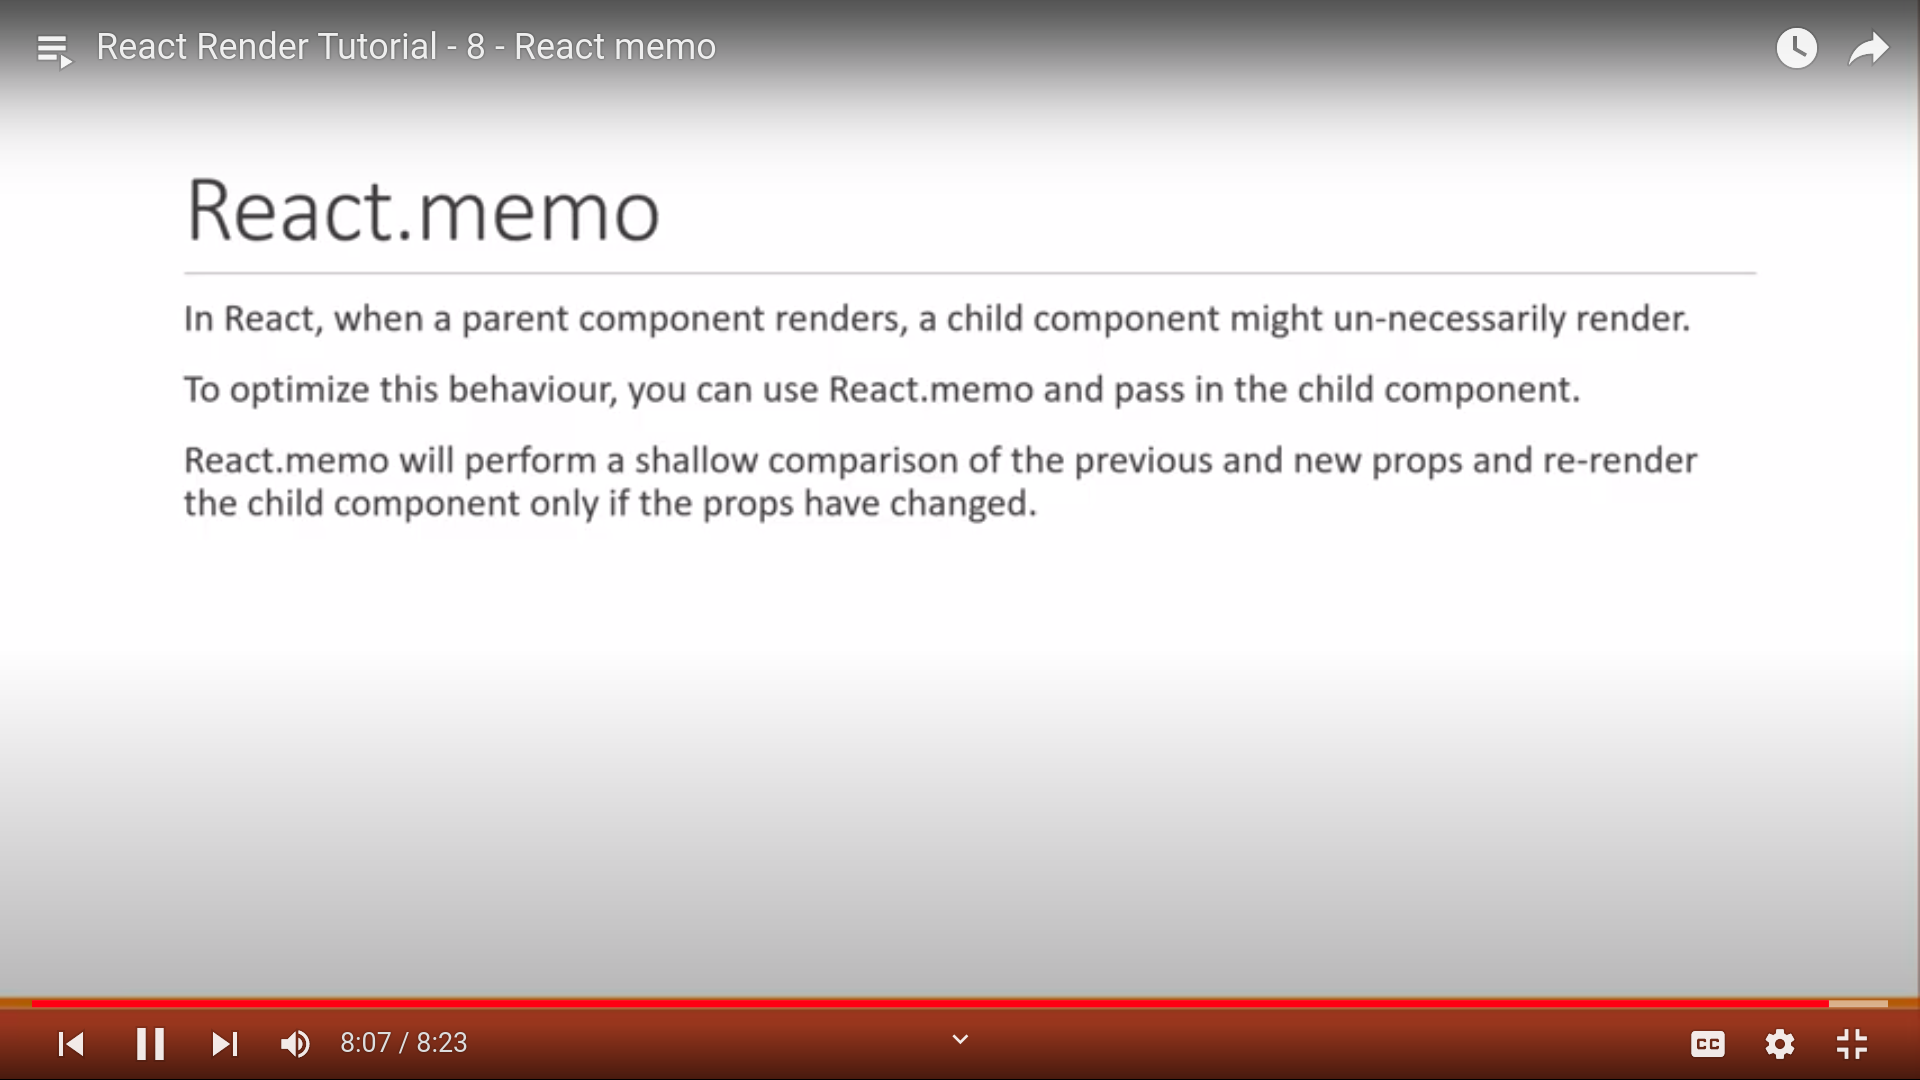 React Render Tutorial - 8 - React memo
React.memo
In React, when a parent component renders, a child component might un-necessarily render.
To optimize this behaviour, you can use React.memo and pass in the child component.
React.memo will perform a shallow comparison of the previous and new props and re-render
the child component only if the props have changed.
8:07 / 8:23
CC